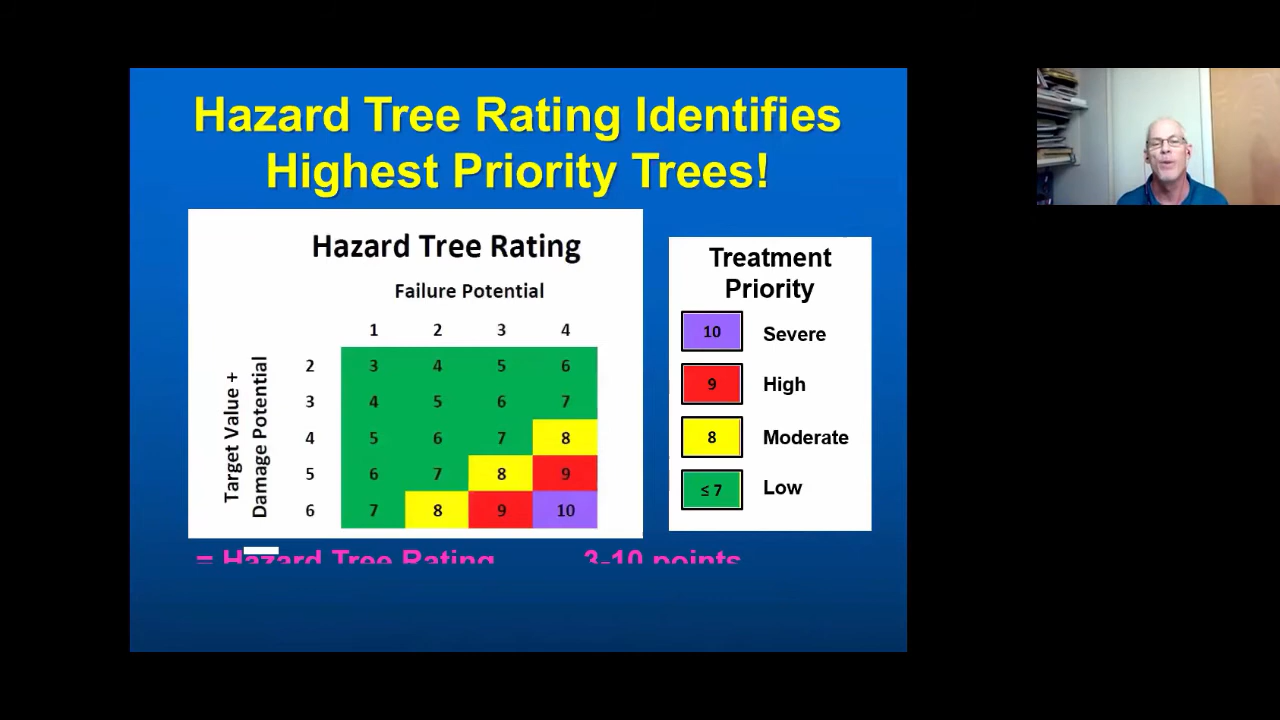 Hazard Tree Rating Identifies
Highest Priority Trees!
Hazard Tree Rating
Failure Potential
1 2 3 4
Target Value +
Damage Potential
2 3 4 5 6
3 4 5 6 7
4 5 6 7 8
5 6 7 8 9
6 7 8 9 10
Treatment
Priority
10 Severe
9 High
8 Moderate
≤ 7 Low
= Hazard Tree Rating 3-10 points